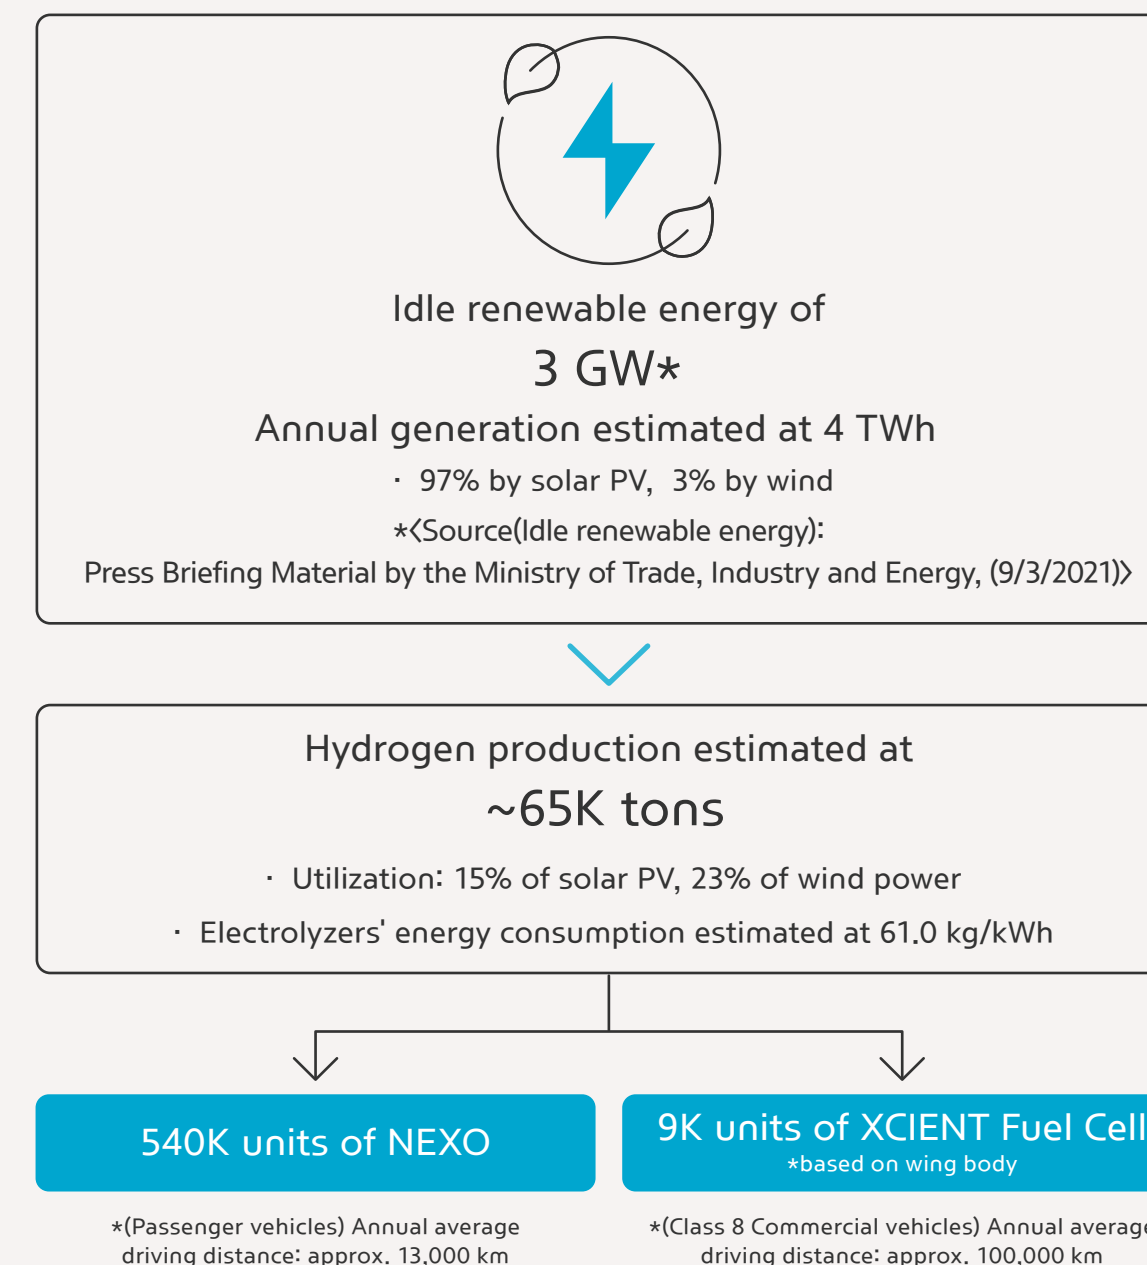 Idle renewable energy of
3 GW*
Annual generation estimated at 4 TWh
· 97% by solar PV, 3% by wind
*〈Source(Idle renewable energy):
Press Briefing Material by the Ministry of Trade, Industry and Energy, (9/3/2021)〉
Hydrogen production estimated at
~65K tons
· Utilization: 15% of solar PV, 23% of wind power
· Electrolyzers' energy consumption estimated at 61.0 kg/kWh
540K units of NEXO
9K units of XCIENT Fuel Cell
*based on wing body
*(Passenger vehicles) Annual average
driving distance: approx. 13,000 km
*(Class 8 Commercial vehicles) Annual average
driving distance: approx. 100,000 km